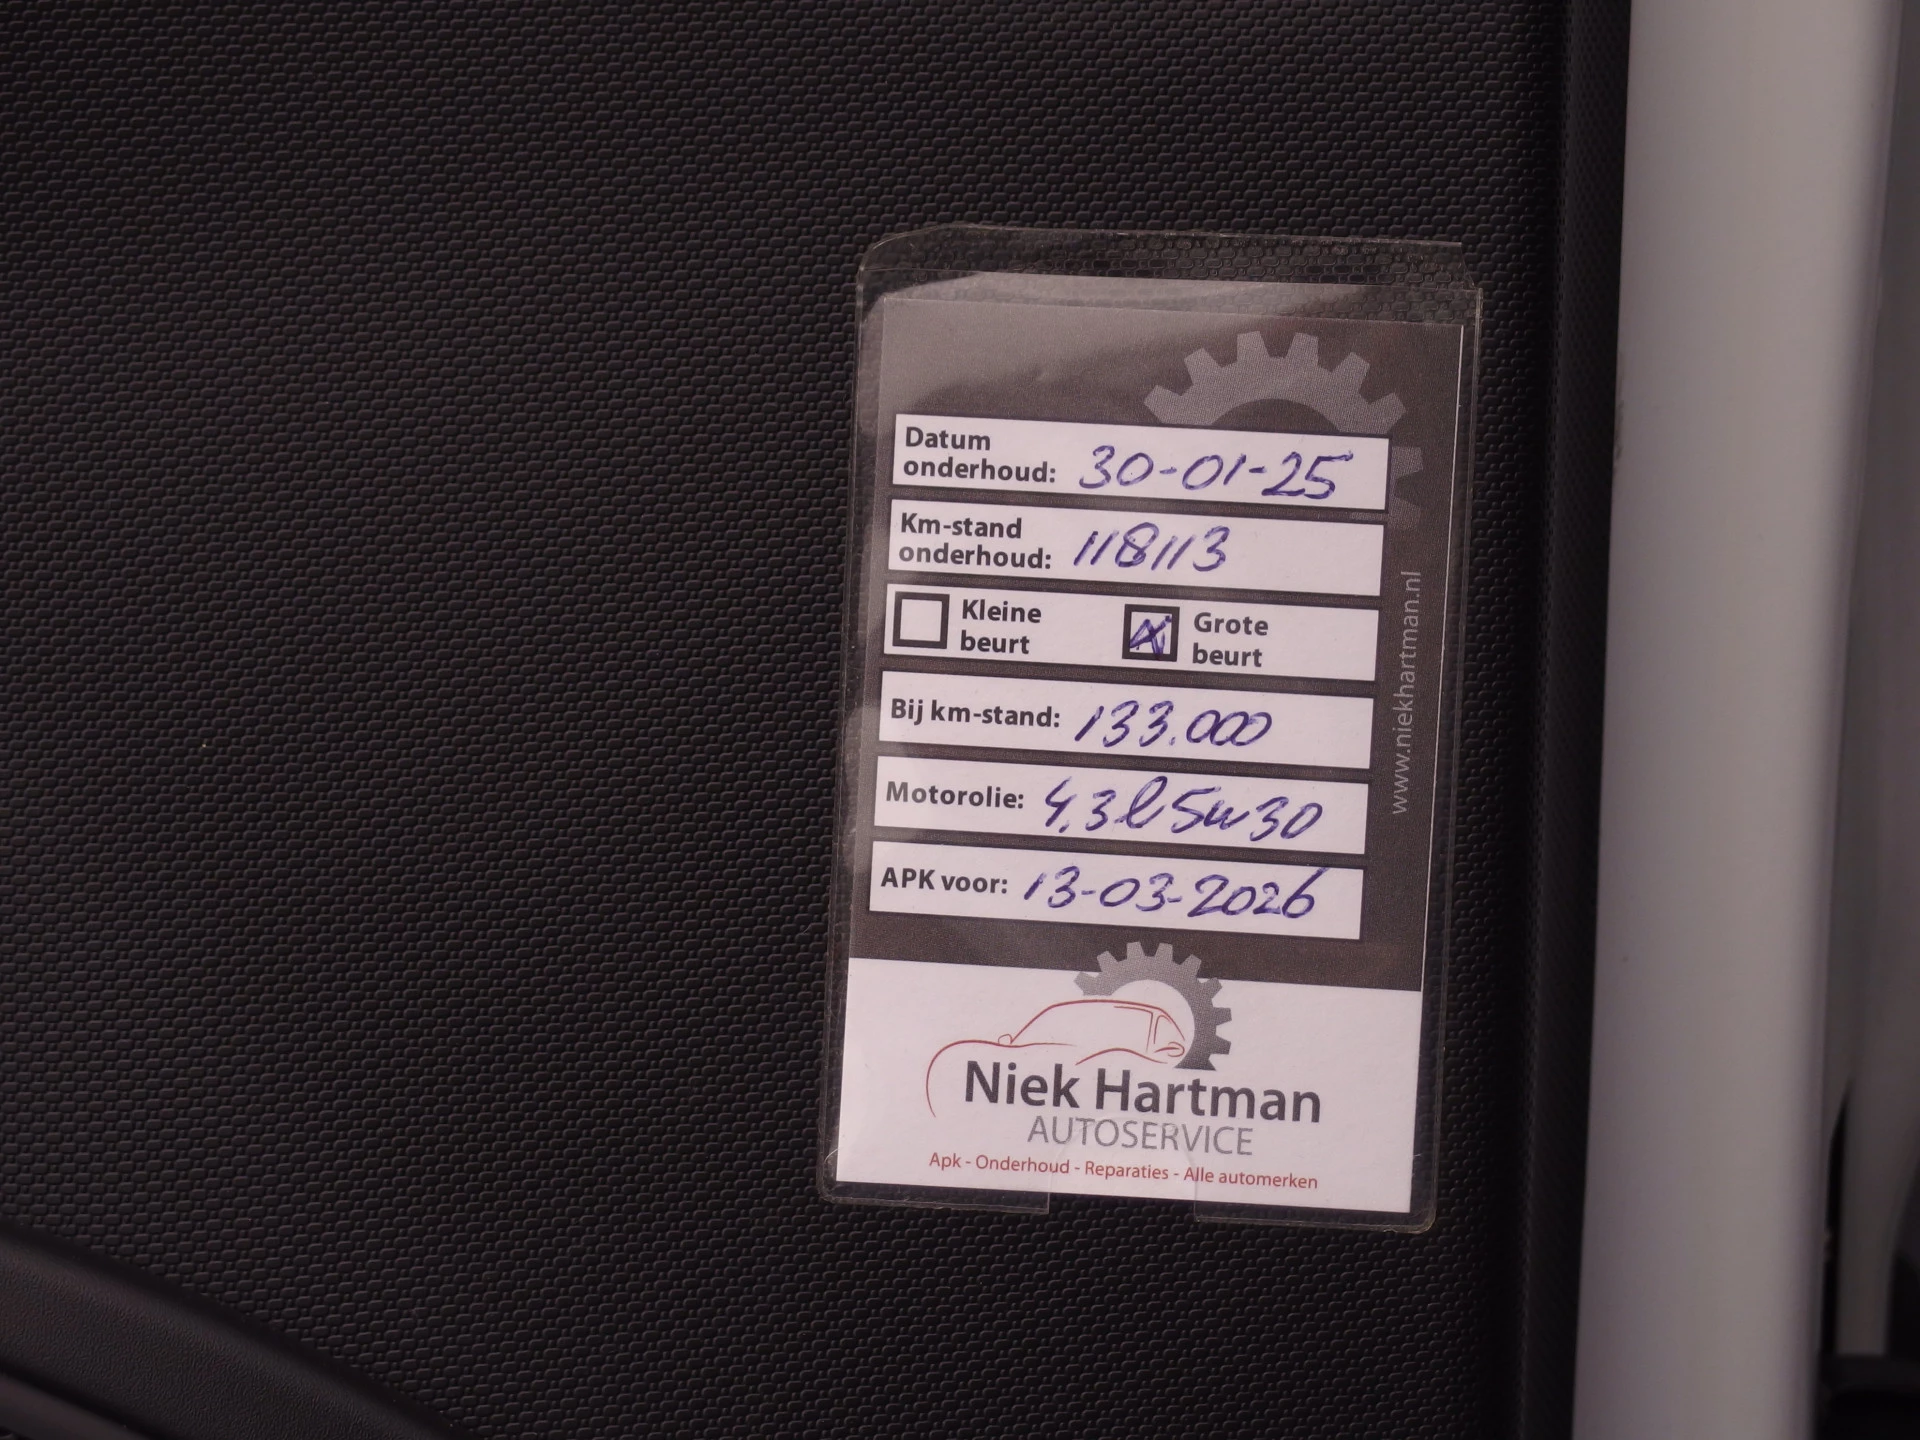 Datum
onderhoud: 30-01-25
Km-stand
onderhoud: 118113
Kleine
beurt
Grote
beurt
Bij km-stand: 133.000
Motorolie: 4,3 l 5w30
APK voor: 13-03-2026
www.niekhartman.nl
Niek Hartman
AUTOSERVICE
Apk - Onderhoud - Reparaties - Alle automerken